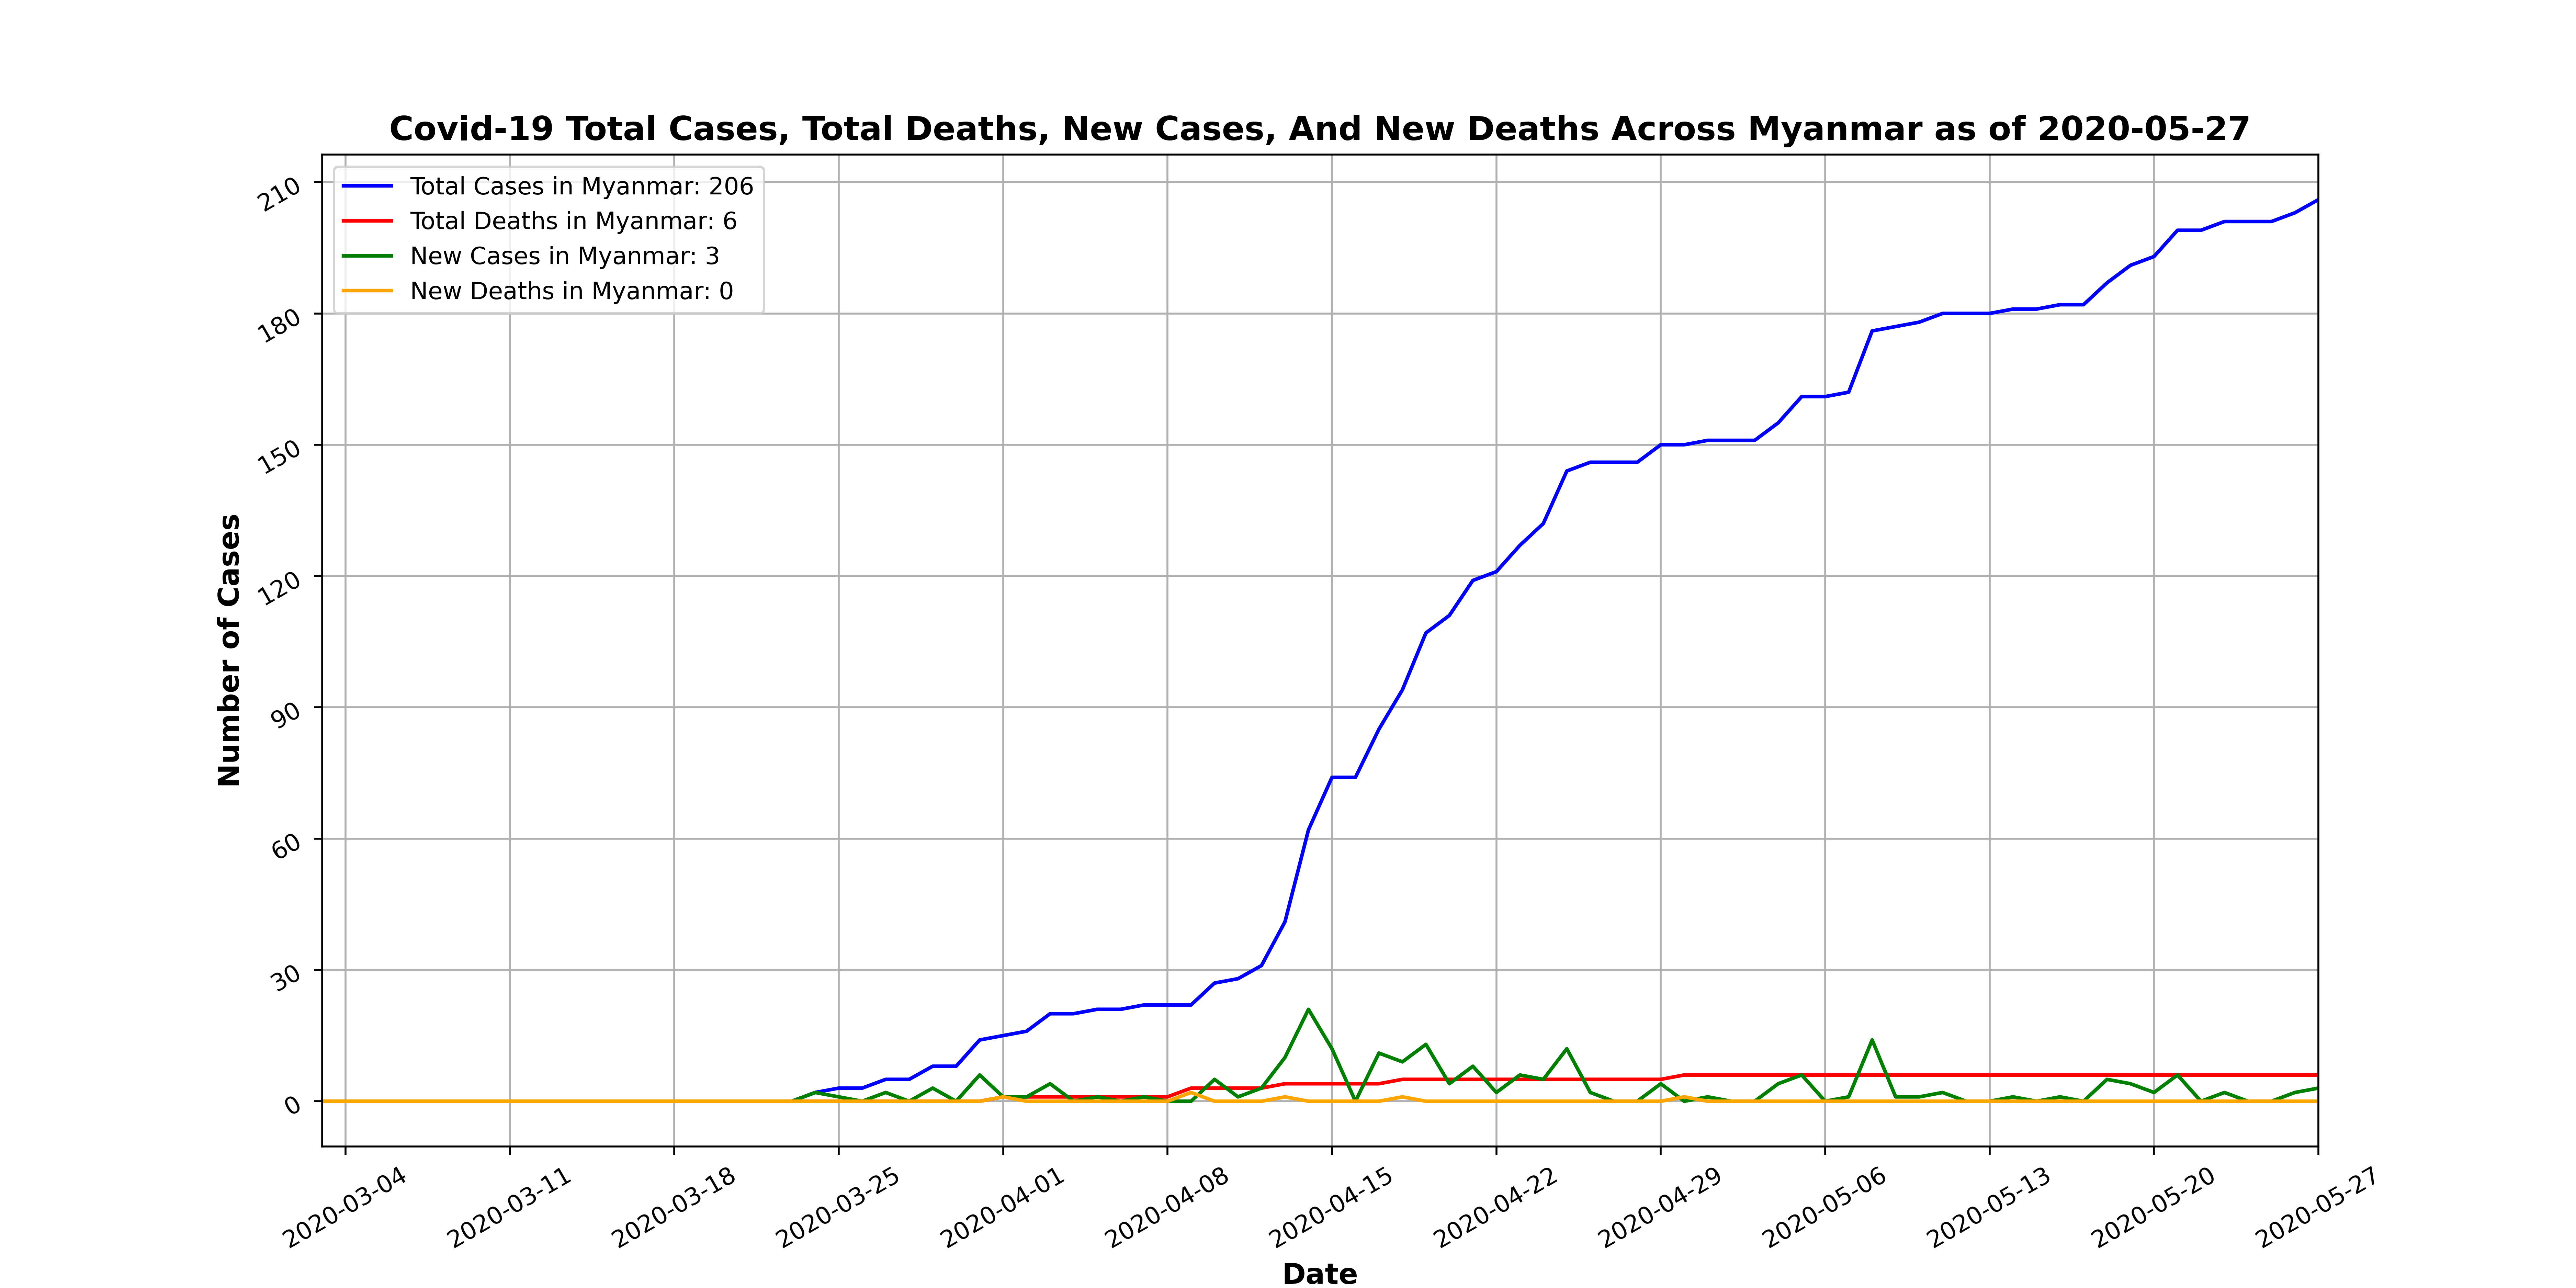 Covid-19 Total Cases, Total Deaths, New Cases, And New Deaths Across Myanmar as of 2020-05-27
Total Cases in Myanmar: 206
Total Deaths in Myanmar: 6
New Cases in Myanmar: 3
New Deaths in Myanmar: 0
Number of Cases
210
180
150
120
90
60
30
0
2020-03-04 2020-03-11 2020-03-18 2020-03-25 2020-04-01 2020-04-08 2020-04-15 2020-04-22 2020-04-29 2020-05-06 2020-05-13 2020-05-20 2020-05-27
Date